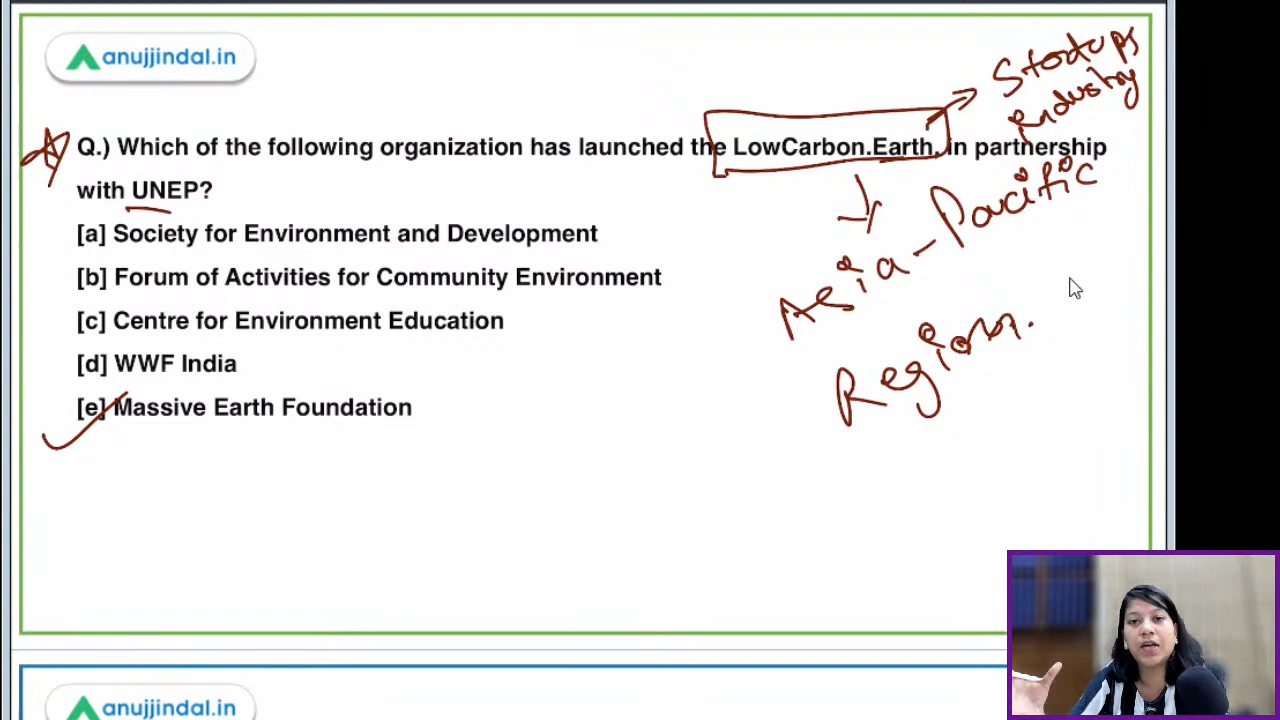 anujjindal.in
Startups
industry
Q.) Which of the following organization has launched the LowCarbon.Earth, in partnership
with UNEP?
[a] Society for Environment and Development
[b] Forum of Activities for Community Environment
[c] Centre for Environment Education
[d] WWF India
[e] Massive Earth Foundation
Asia-Pacific
Region.
anujjindal.in